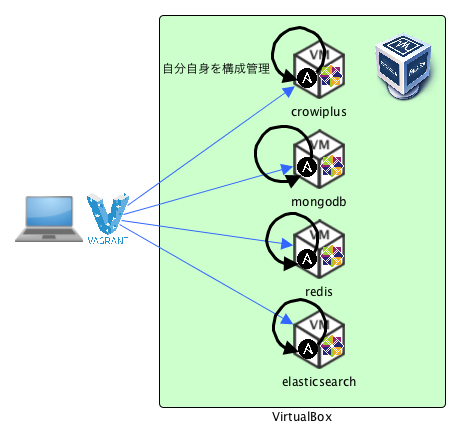 VM
自分自身を構成管理
A
crowiplus
VM
A
mongodb
VAGRANT
VM
A
redis
VM
A
elasticsearch
VirtualBox